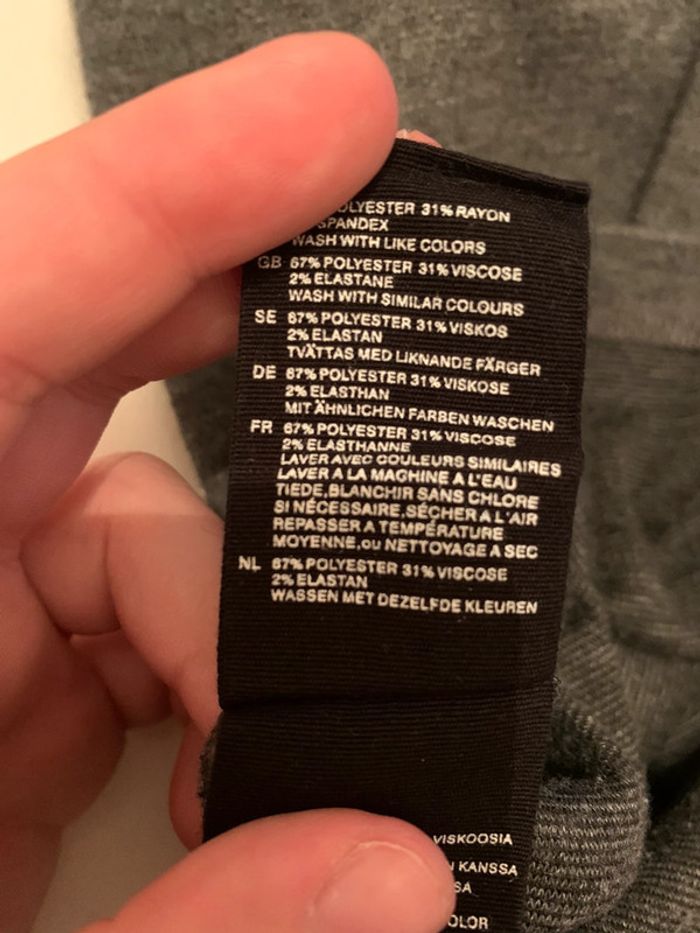 31% RAYON
SPANDEX
WASH WITH LIKE COLORS
GB 67% POLYESTER 31% VISCOSE
2% ELASTANE
WASH WITH SIMILAR COLOURS
SE 67% POLYESTER 31% VISKOS
2% ELASTAN
TVÄTTAS MED LIKNANDE FÄRGER
DE 67% POLYESTER 31% VISKOSE
2% ELASTHAN
MIT ÄHNLICHEN FARBEN WASCHEN
FR 67% POLYESTER 31% VISCOSE
2% ELASTHANNE
LAVER AVEC COULEURS SIMILAIRES
LAVER A LA MACHINE A L'EAU
TIEDE,BLANCHIR SANS CHLORE
SI NÉCESSAIRE,SÉCHER A L'AIR
REPASSER A TEMPÉRATURE
MOYENNE,ou NETTOYAGE A SEC
NL 67% POLYESTER 31% VISCOSE
2% ELASTAN
WASSEN MET DEZELFDE KLEUREN
VISKOOSIA
KANSSA